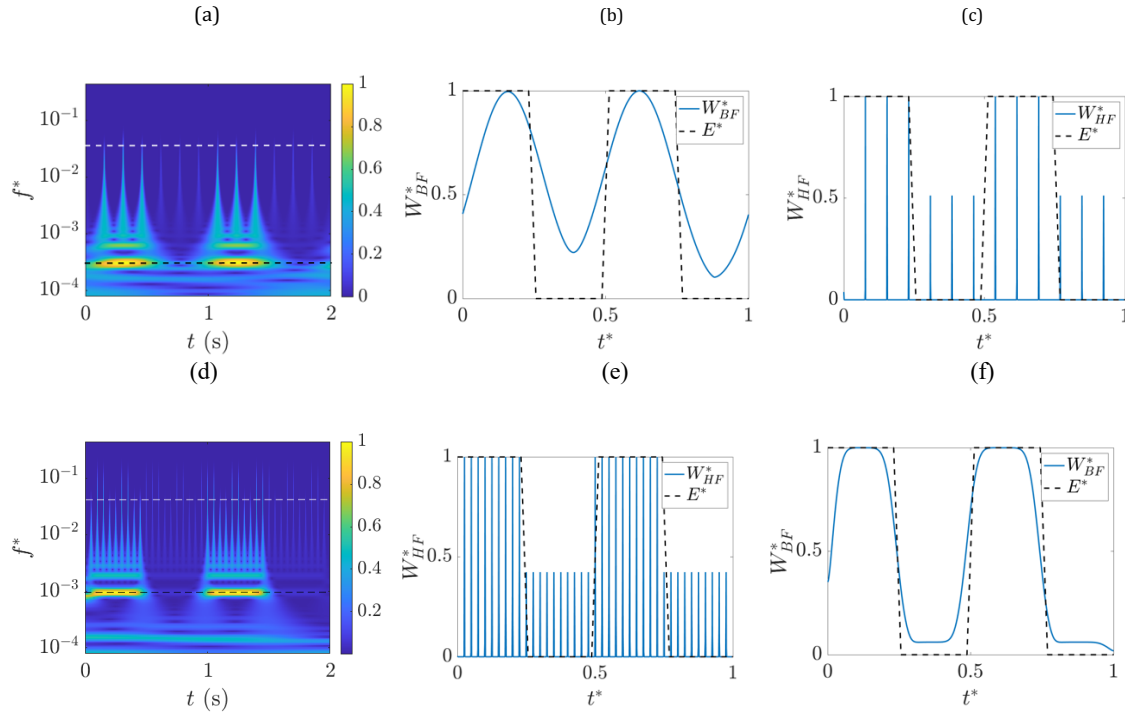 (a) (b) (c)
10⁻¹
10⁻²
10⁻³
10⁻⁴
f*
0 1 2
t (s)
1
0.8
0.6
0.4
0.2
0
1
0.5
0
W*_BF
W*_BF
E*
0 0.5 1
t*
1
0.5
0
W*_HF
W*_HF
E*
0 0.5 1
t*
(d) (e) (f)
10⁻¹
10⁻²
10⁻³
10⁻⁴
f*
0 1 2
t (s)
1
0.8
0.6
0.4
0.2
1
0.5
0
W*_HF
W*_HF
E*
0 0.5 1
t*
1
0.5
0
W*_BF
W*_BF
E*
0 0.5 1
t*